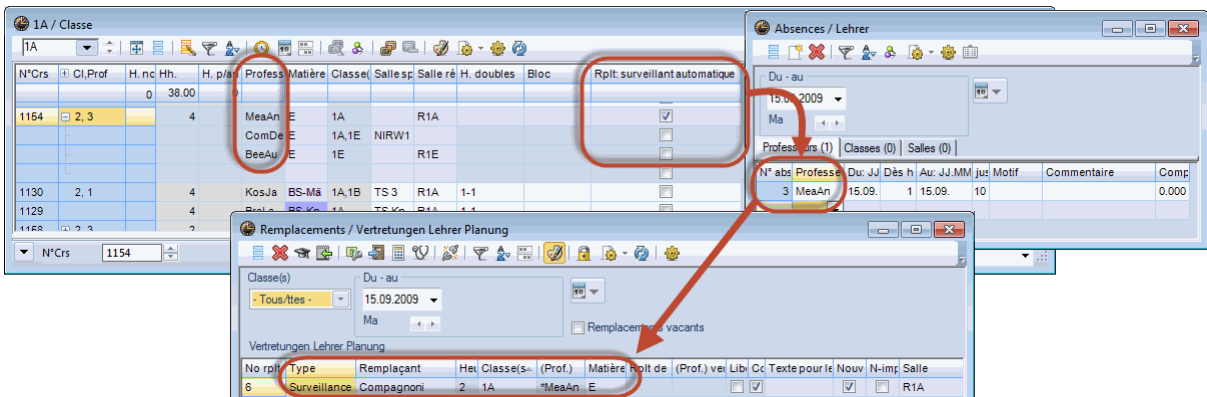 1A / Classe
1A
N°Crs Cl,Prof H. nc Hh. H. p/an Profess Matière Classe( Salle sp Salle ré H. doubles Bloc Rplt: surveillant automatique
0 38.00
1154 2, 3 4 MeaAn E 1A R1A
ComDe E 1A,1E NIRW1
BeeAu E 1E R1E
1130 2, 1 4 KosJa BS-Mä 1A,1B TS 3 R1A 1-1
1129 4 1A R1A 1-1
N°Crs 1154
Absences / Lehrer
Du - au
15.09.2009
Ma
Professeurs (1) Classes (0) Salles (0)
N° abs Professe Du: JJ Dès h Au: JJ.MM jus Motif Commentaire Comp
3 MeaAn 15.09. 1 15.09. 10 0.000
Remplacements / Vertretungen Lehrer Planung
Classe(s) Du - au
- Tous/ttes - 15.09.2009
Ma
Remplacements vacants
Vertretungen Lehrer Planung
No rplt Type Remplaçant Heu Classe(s (Prof.) Matière Rplt de (Prof.) ver Libé Cc Texte pour le Nouv N-imp Salle
6 Surveillance Compagnoni 2 1A *MeaAn E R1A